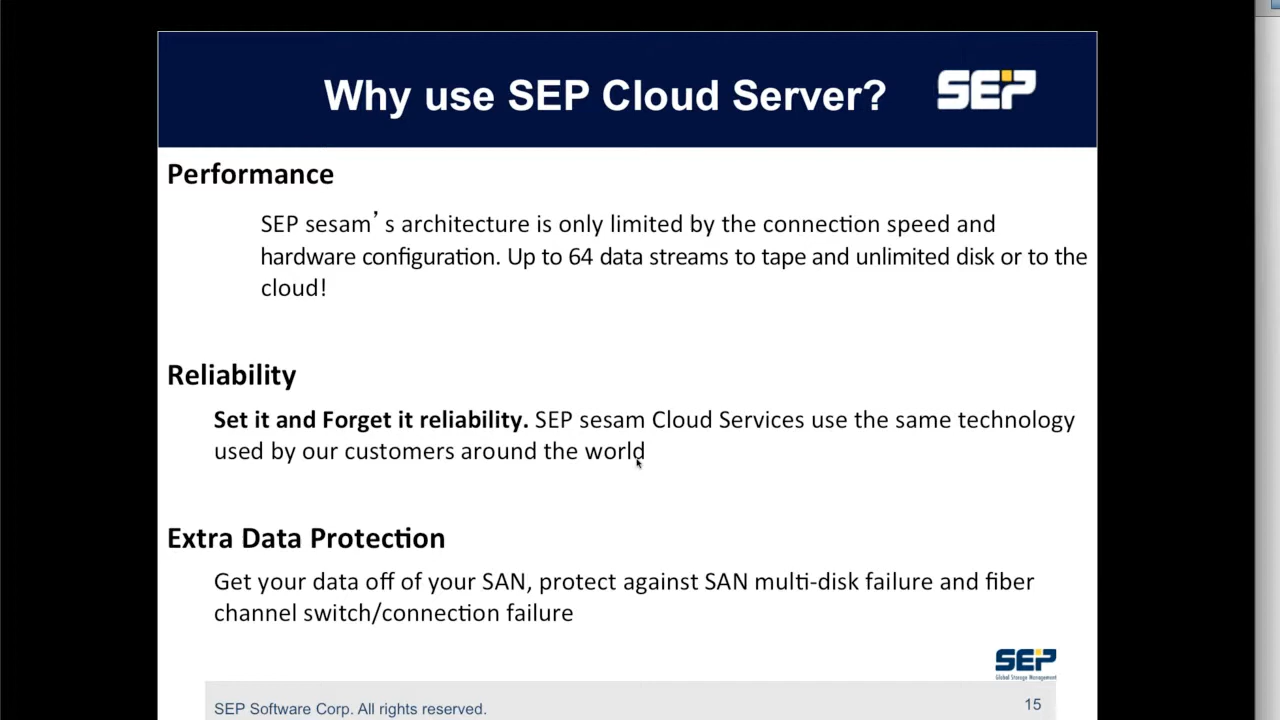 Why use SEP Cloud Server?
SEP
Performance
SEP sesam’s architecture is only limited by the connection speed and
hardware configuration. Up to 64 data streams to tape and unlimited disk or to the
cloud!
Reliability
Set it and Forget it reliability. SEP sesam Cloud Services use the same technology
used by our customers around the world
Extra Data Protection
Get your data off of your SAN, protect against SAN multi-disk failure and fiber
channel switch/connection failure
SEP
Global Storage Management
SEP Software Corp. All rights reserved.
15